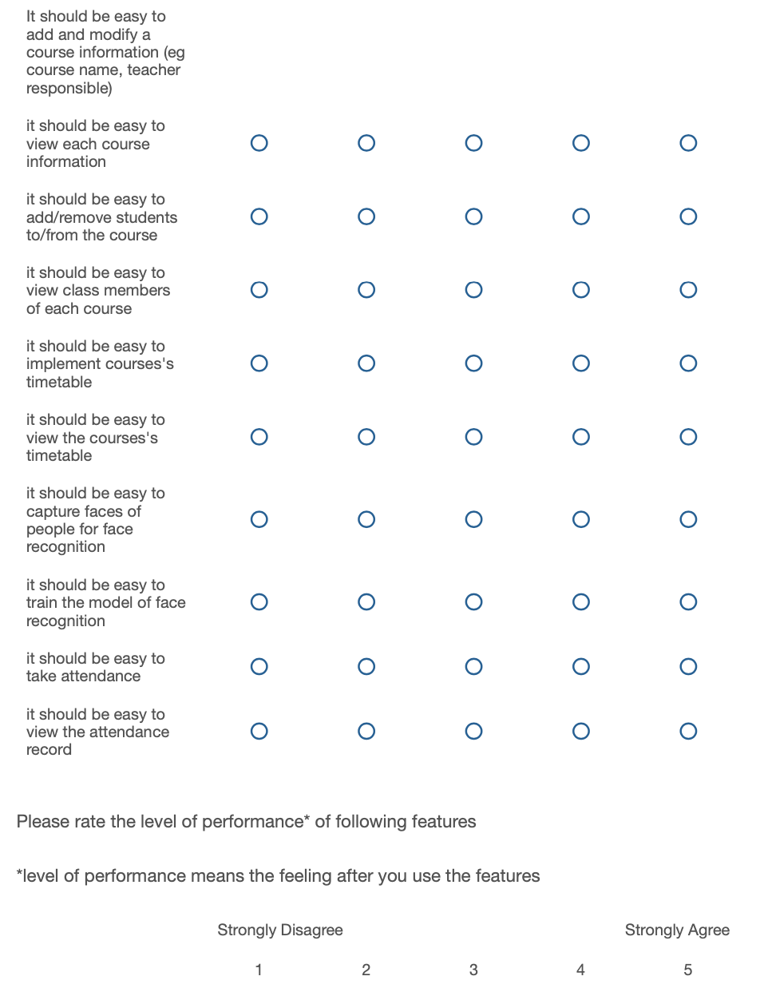 It should be easy to
add and modify a
course information (eg
course name, teacher
responsible)
it should be easy to
view each course
information
it should be easy to
add/remove students
to/from the course
it should be easy to
view class members
of each course
it should be easy to
implement courses's
timetable
it should be easy to
view the courses's
timetable
it should be easy to
capture faces of
people for face
recognition
it should be easy to
train the model of face
recognition
it should be easy to
take attendance
it should be easy to
view the attendance
record
Please rate the level of performance* of following features
*level of performance means the feeling after you use the features
Strongly Disagree Strongly Agree
1 2 3 4 5